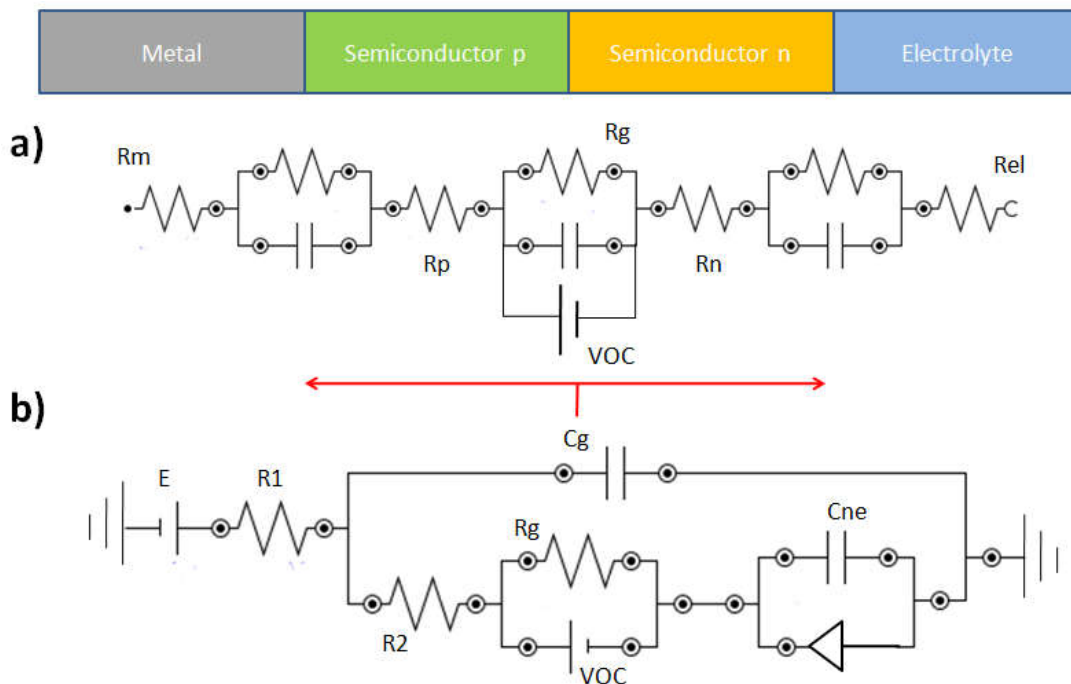 Metal
Semiconductor p
Semiconductor n
Electrolyte
a)
Rm
Rg
Rel
Rp
Rn
VOC
b)
Cg
E
R1
Rg
Cne
R2
VOC